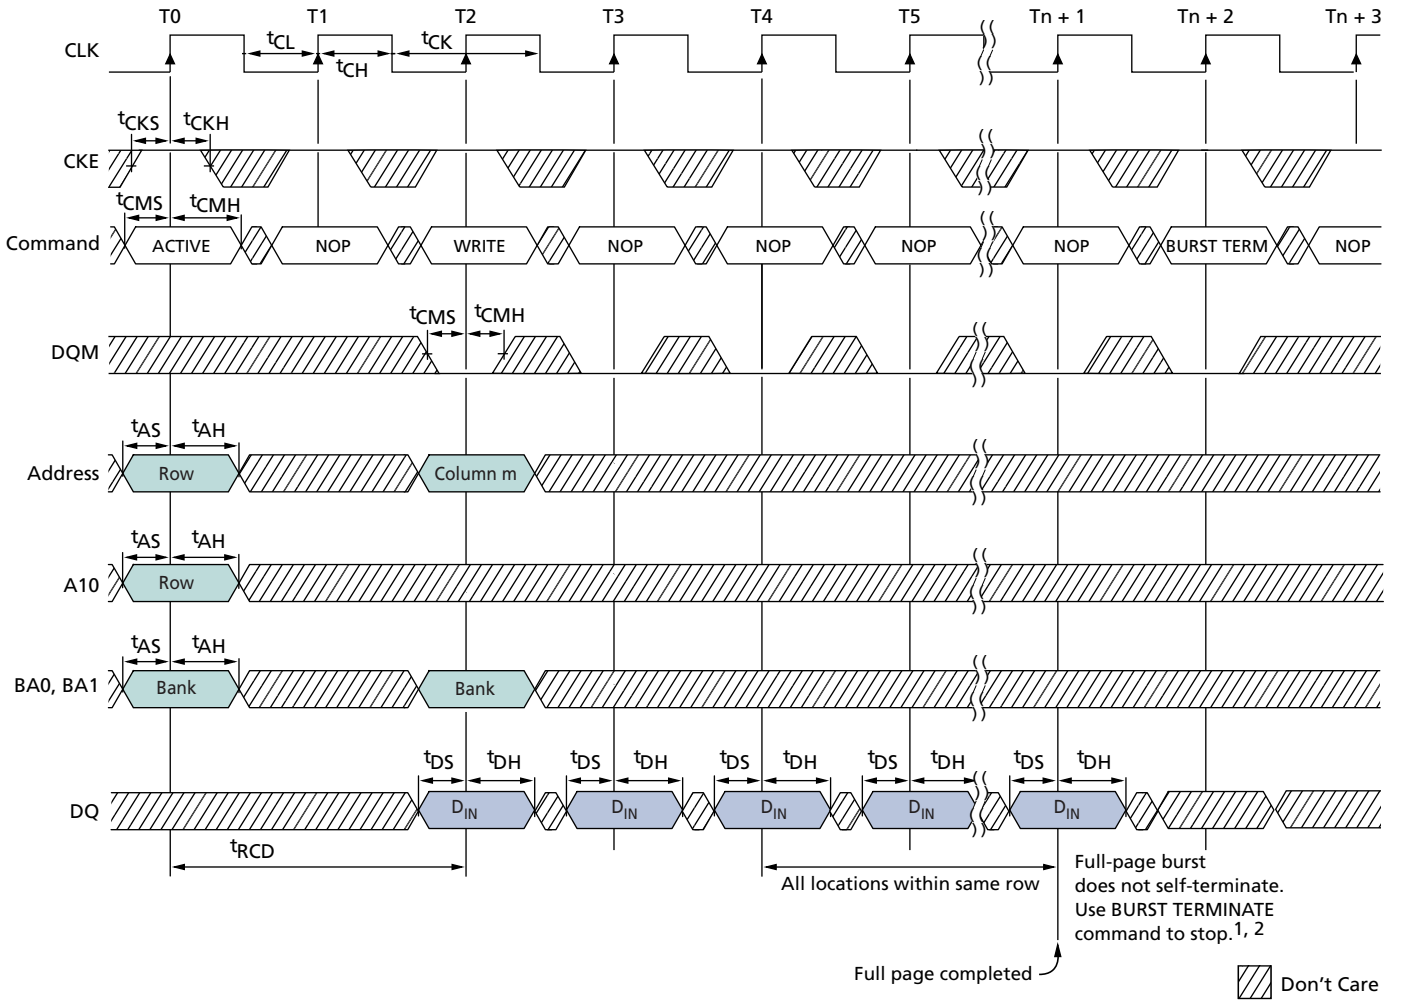 T0 T1 T2 T3 T4 T5 Tn + 1 Tn + 2 Tn + 3
CLK tCL tCH tCK
tCKS tCKH
CKE
tCMS tCMH
Command ACTIVE NOP WRITE NOP NOP NOP NOP BURST TERM NOP
tCMS tCMH
DQM
tAS tAH
Address Row Column m
tAS tAH
A10 Row
tAS tAH
BA0, BA1 Bank Bank
tDS tDH tDS tDH tDS tDH tDS tDH tDS tDH
DQ DIN DIN DIN DIN DIN
tRCD
All locations within same row
Full-page burst
does not self-terminate.
Use BURST TERMINATE
command to stop.1, 2
Full page completed
Don't Care